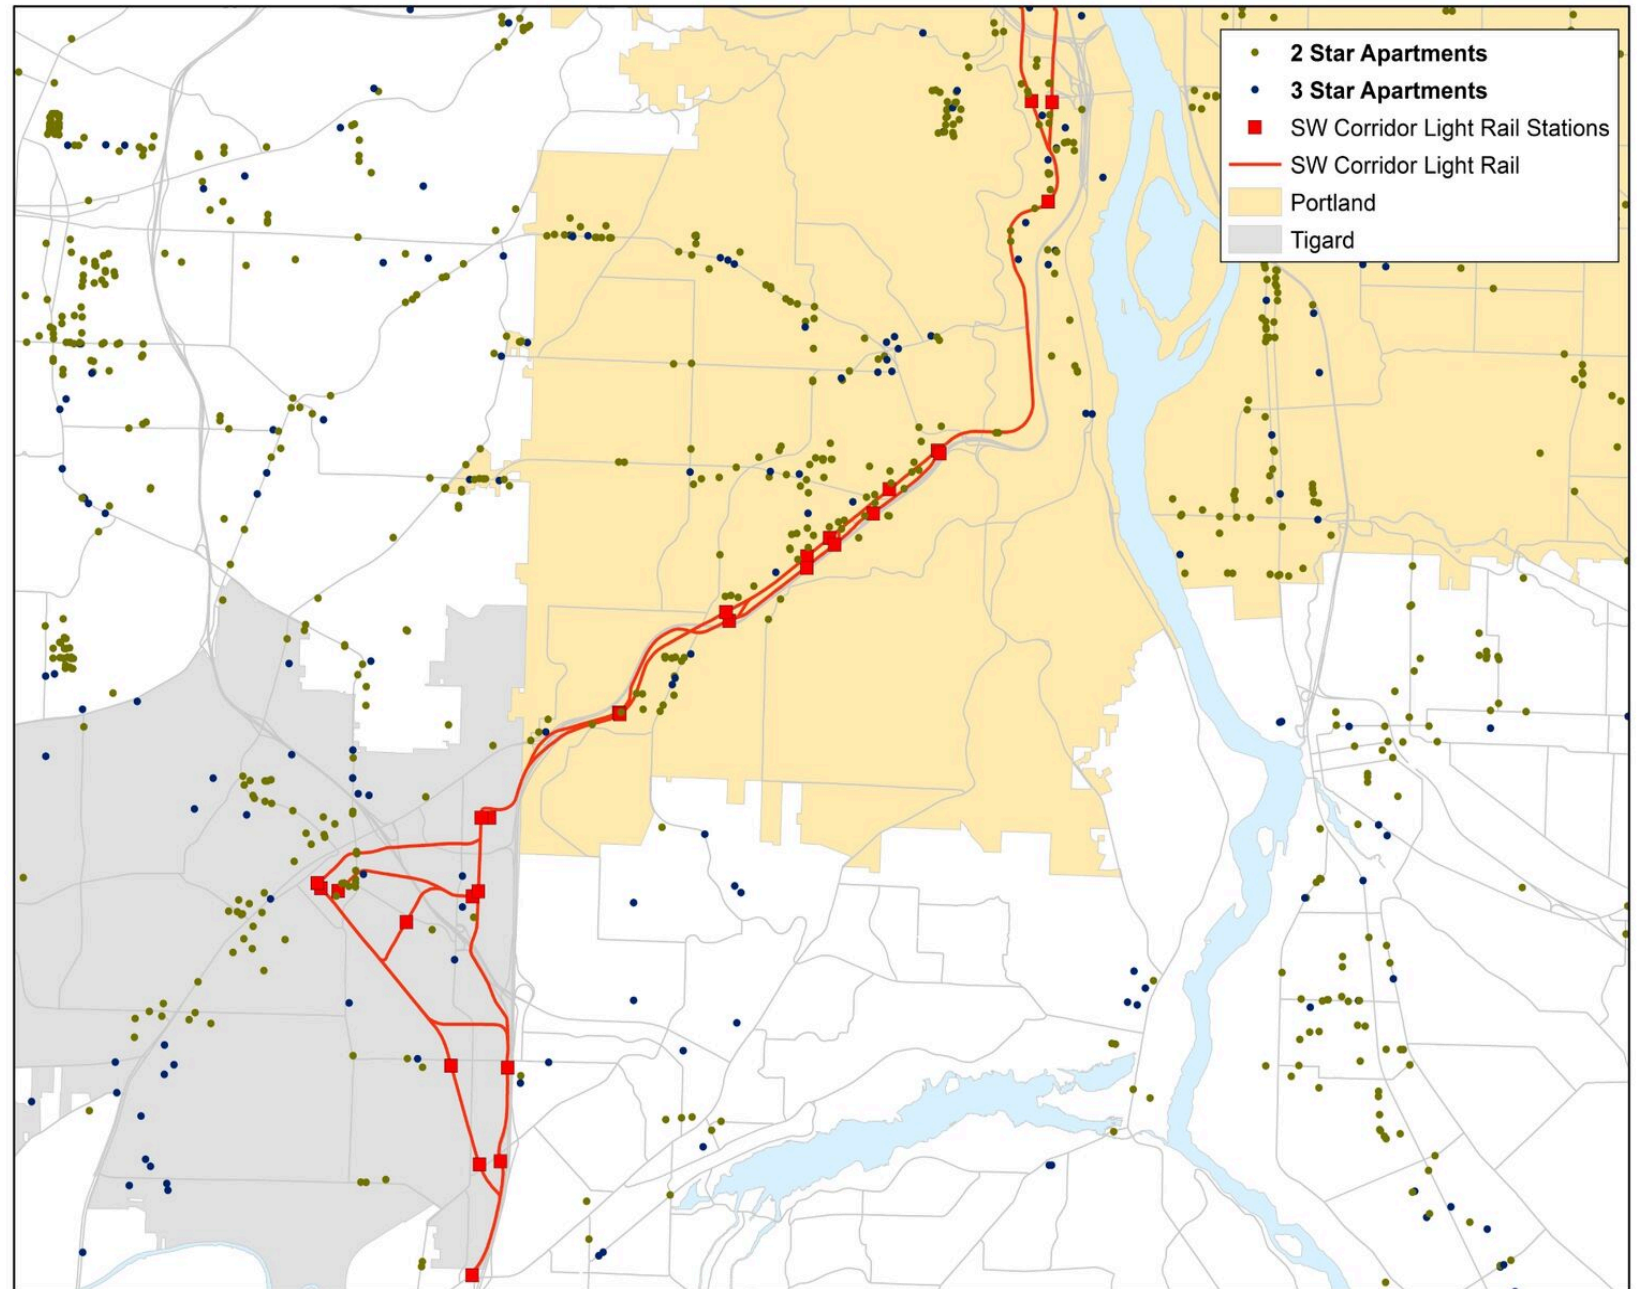 2 Star Apartments
3 Star Apartments
SW Corridor Light Rail Stations
SW Corridor Light Rail
Portland
Tigard